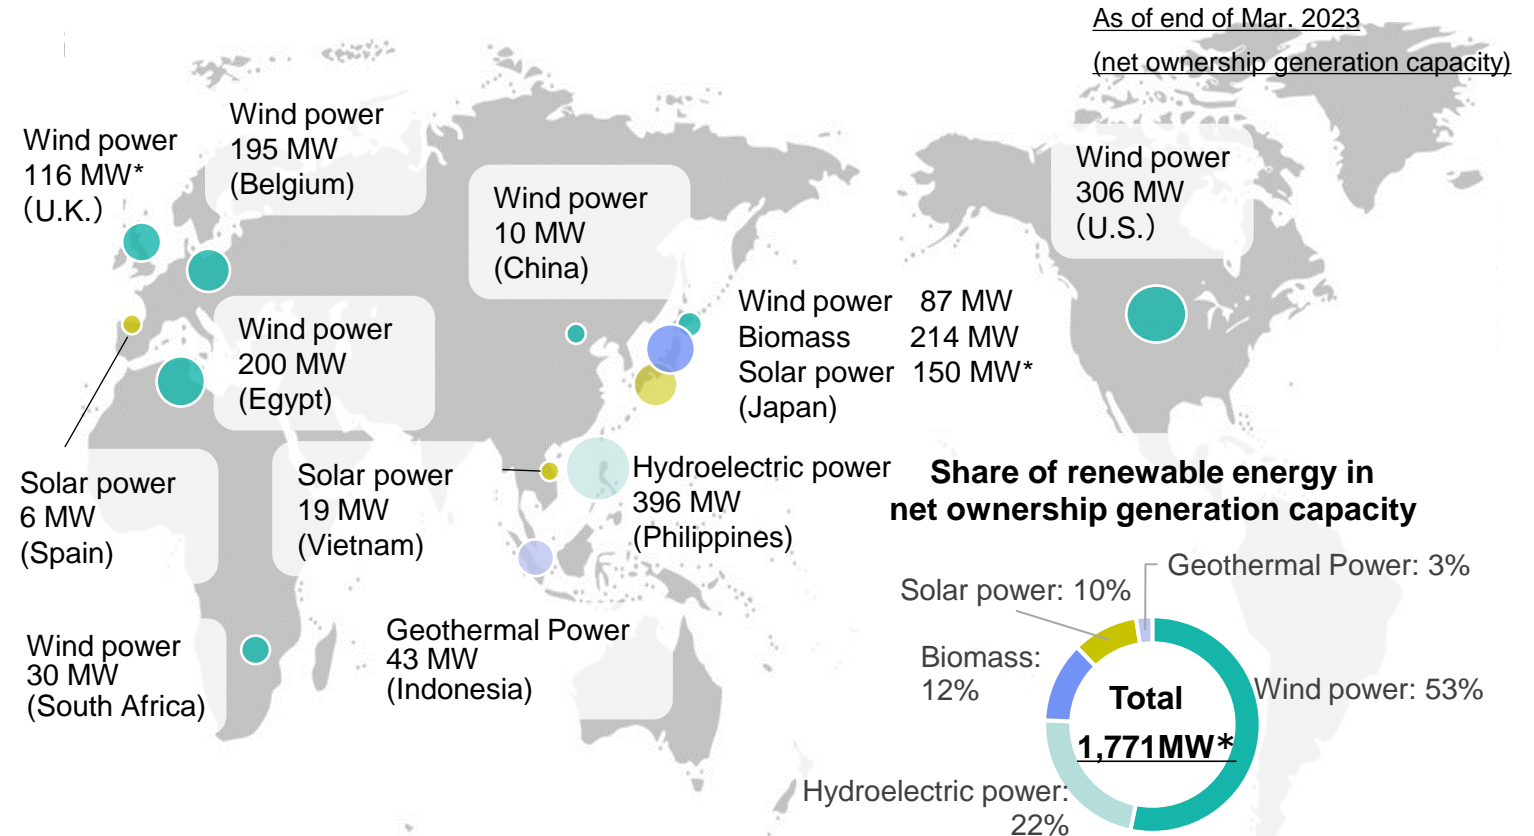 As of end of Mar. 2023
(net ownership generation capacity)
Wind power
116 MW*
(U.K.)
Wind power
195 MW
(Belgium)
Wind power
10 MW
(China)
Wind power
306 MW
(U.S.)
Wind power
200 MW
(Egypt)
Wind power 87 MW
Biomass 214 MW
Solar power 150 MW*
(Japan)
Solar power
6 MW
(Spain)
Solar power
19 MW
(Vietnam)
Hydroelectric power
396 MW
(Philippines)
Wind power
30 MW
(South Africa)
Geothermal Power
43 MW
(Indonesia)
Share of renewable energy in
net ownership generation capacity
Geothermal Power: 3%
Solar power: 10%
Biomass:
12%
Wind power: 53%
Total
1,771MW*
Hydroelectric power:
22%